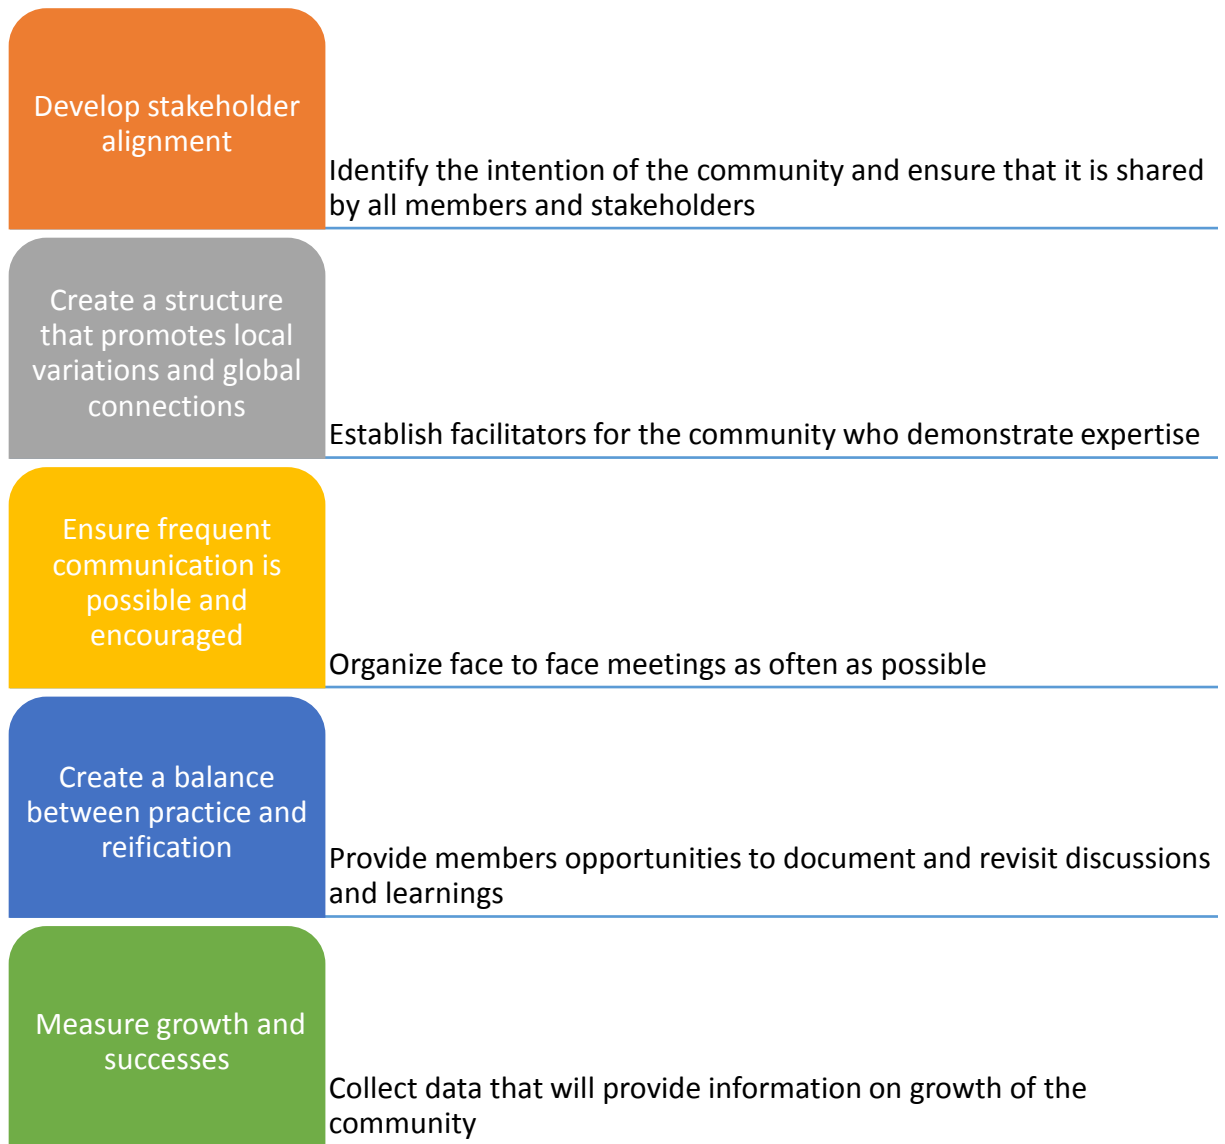 Develop stakeholder
alignment
Identify the intention of the community and ensure that it is shared
by all members and stakeholders
Create a structure
that promotes local
variations and global
connections
Establish facilitators for the community who demonstrate expertise
Ensure frequent
communication is
possible and
encouraged
Organize face to face meetings as often as possible
Create a balance
between practice and
reification
Provide members opportunities to document and revisit discussions
and learnings
Measure growth and
successes
Collect data that will provide information on growth of the
community